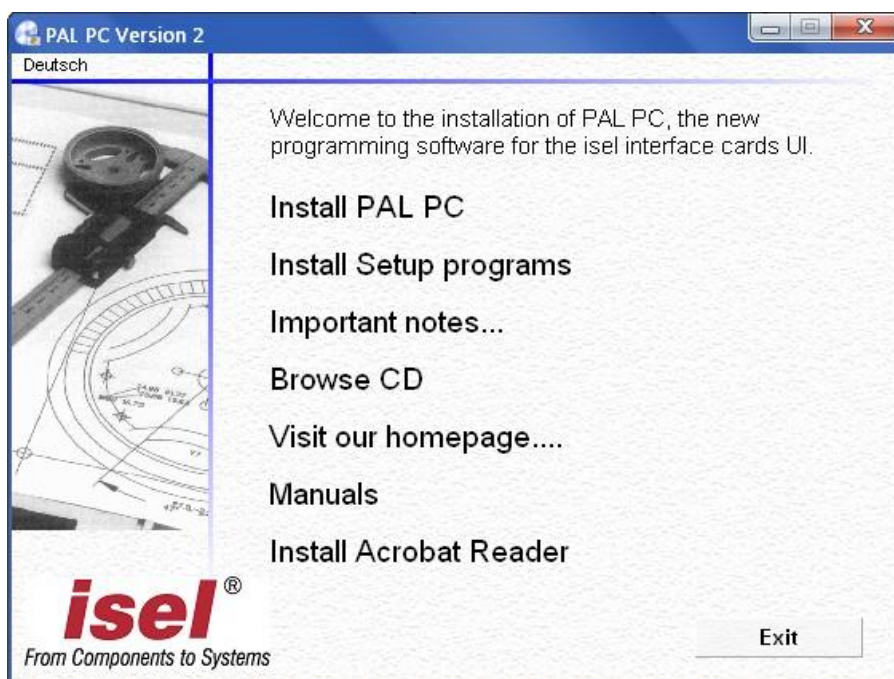 PAL PC Version 2
Deutsch
Welcome to the installation of PAL PC, the new
programming software for the isel interface cards UI.
Install PAL PC
Install Setup programs
Important notes...
Browse CD
Visit our homepage....
Manuals
Install Acrobat Reader
isel®
From Components to Systems
Exit